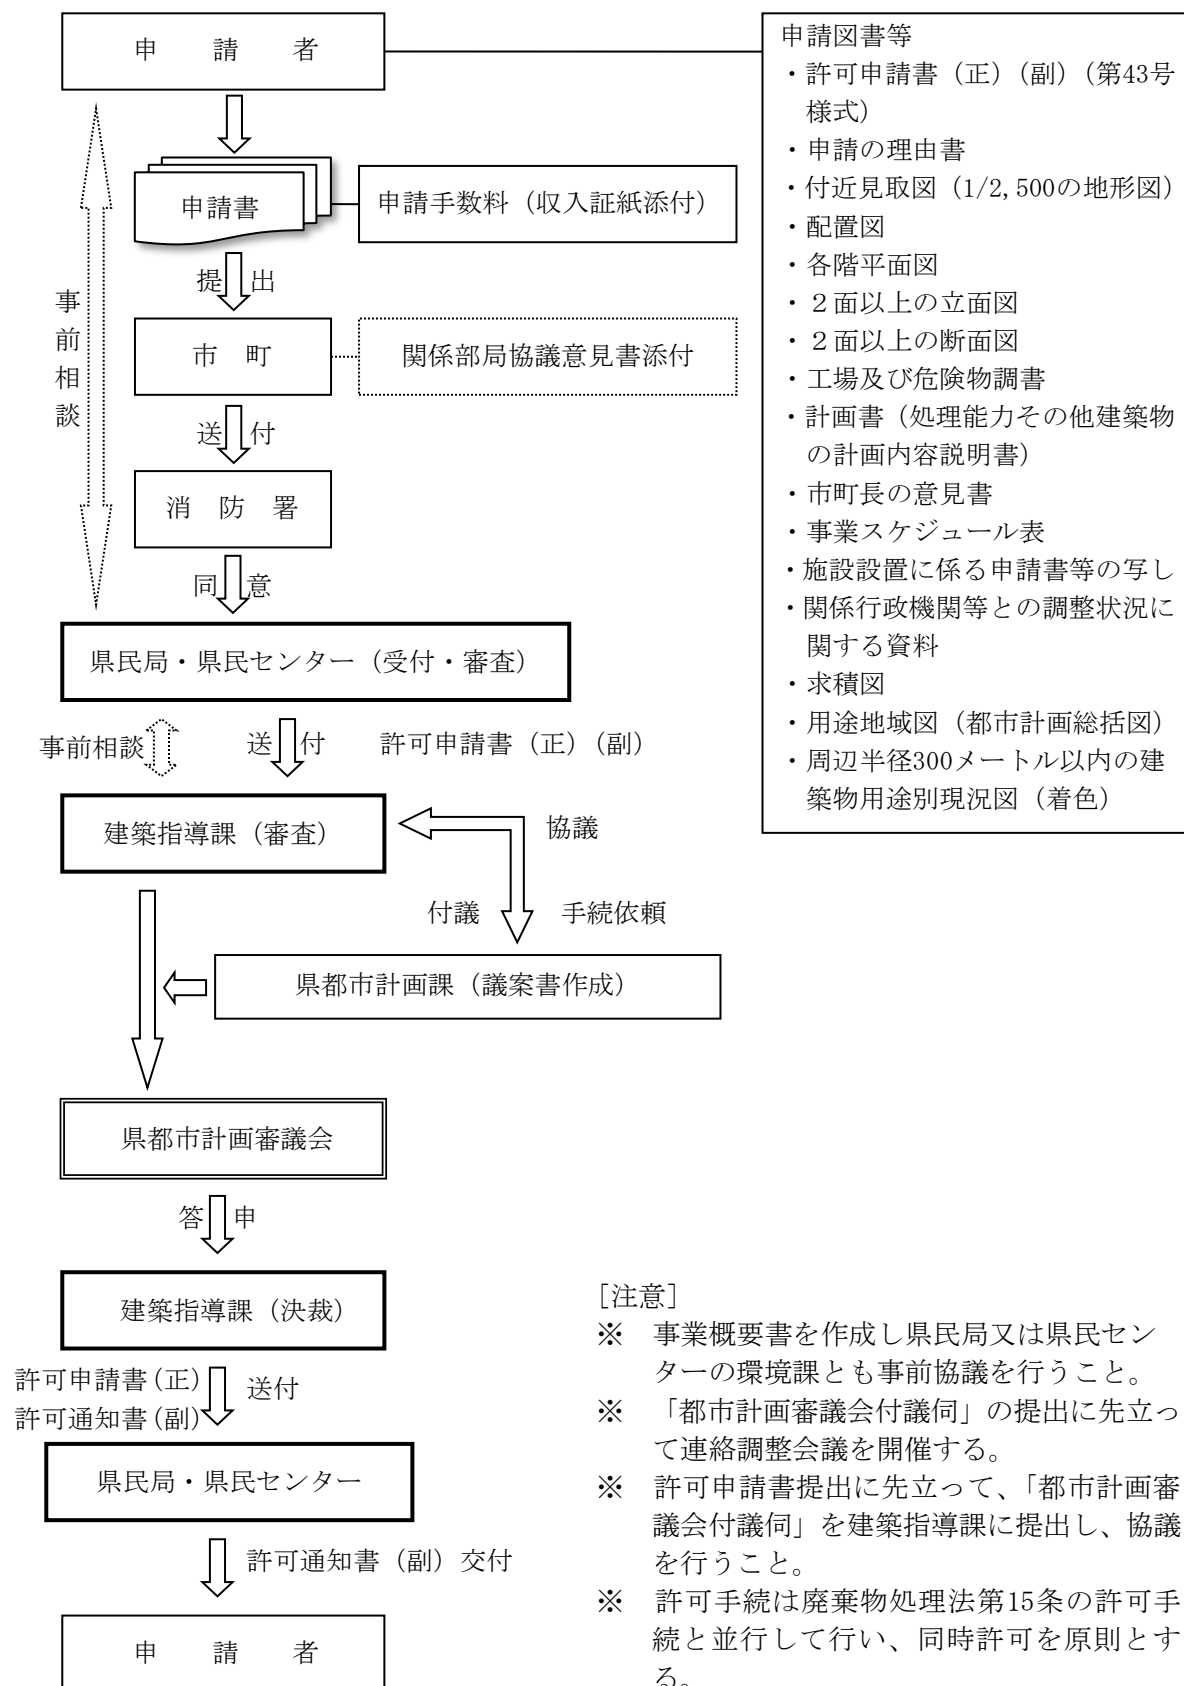 申　請　者
申請書
申請手数料（収入証紙添付）
提出
市　町
関係部局協議意見書添付
送付
消　防　署
同意
事前相談
県民局・県民センター（受付・審査）
事前相談
送付
許可申請書（正）（副）
建築指導課（審査）
協議
付議
手続依頼
県都市計画課（議案書作成）
県都市計画審議会
答申
建築指導課（決裁）
許可申請書（正）
許可通知書（副）
送付
県民局・県民センター
許可通知書（副）交付
申　請　者
申請図書等
・許可申請書（正）（副）（第43号
様式）
・申請の理由書
・付近見取図（1/2,500の地形図）
・配置図
・各階平面図
・２面以上の立面図
・２面以上の断面図
・工場及び危険物調書
・計画書（処理能力その他建築物
の計画内容説明書）
・市町長の意見書
・事業スケジュール表
・施設設置に係る申請書等の写し
・関係行政機関等との調整状況に
関する資料
・求積図
・用途地域図（都市計画総括図）
・周辺半径300メートル以内の建
築物用途別現況図（着色）
［注意］
※　事業概要書を作成し県民局又は県民セン
ターの環境課とも事前協議を行うこと。
※　「都市計画審議会付議伺」の提出に先立っ
て連絡調整会議を開催する。
※　許可申請書提出に先立って、「都市計画審
議会付議伺」を建築指導課に提出し、協議
を行うこと。
※　許可手続は廃棄物処理法第15条の許可手
続と並行して行い、同時許可を原則とす
る。